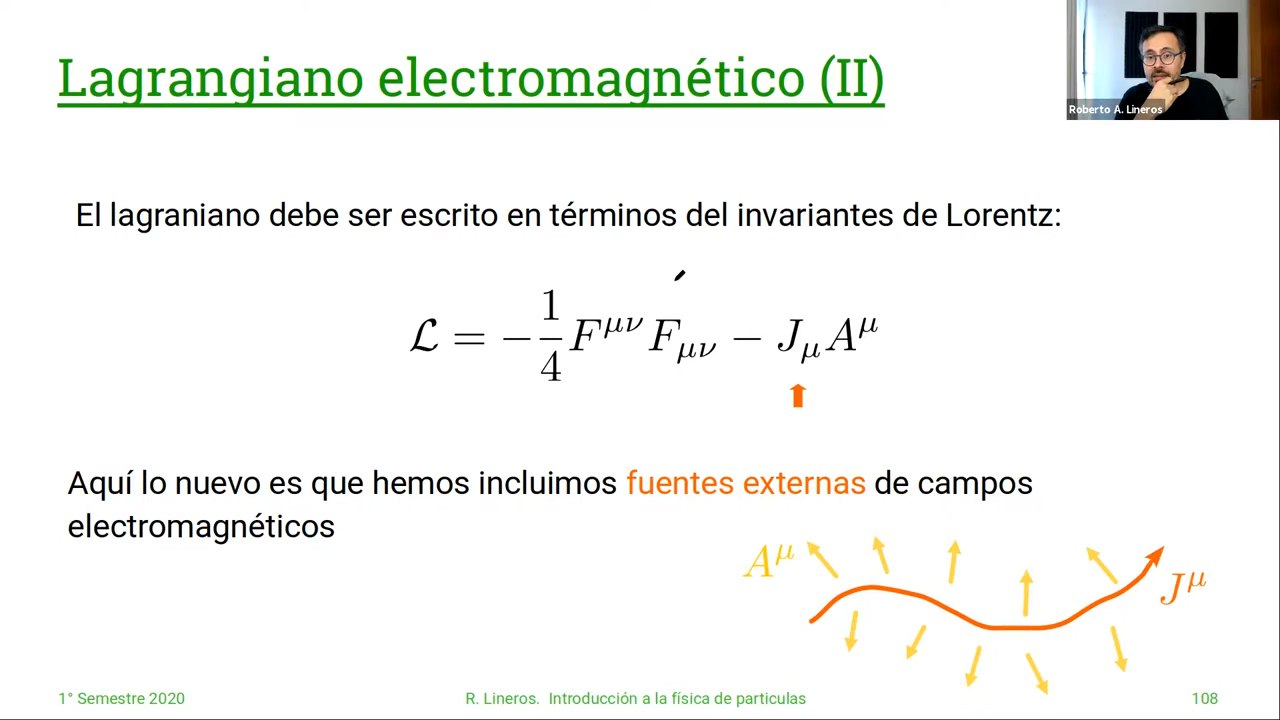 Lagrangiano electromagnético (II)
Roberto A. Lineros
El lagraniano debe ser escrito en términos del invariantes de Lorentz:
ℒ = −1/4 F^{μν} F_{μν} − J_μ A^μ
Aquí lo nuevo es que hemos incluimos fuentes externas de campos
electromagnéticos
A^μ
J^μ
1° Semestre 2020
R. Lineros. Introducción a la física de particulas
108